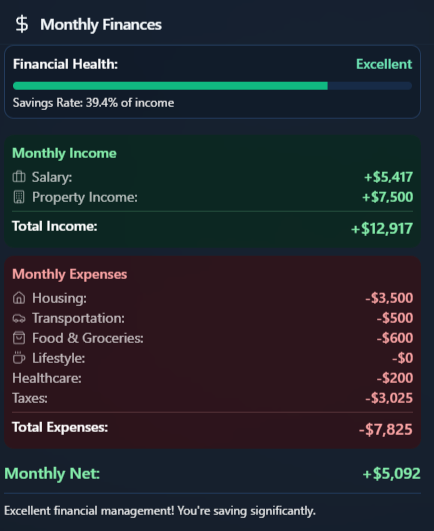 $ Monthly Finances
Financial Health: Excellent
Savings Rate: 39.4% of income
Monthly Income
Salary: +$5,417
Property Income: +$7,500
Total Income: +$12,917
Monthly Expenses
Housing: -$3,500
Transportation: -$500
Food & Groceries: -$600
Lifestyle: -$0
Healthcare: -$200
Taxes: -$3,025
Total Expenses: -$7,825
Monthly Net: +$5,092
Excellent financial management! You're saving significantly.